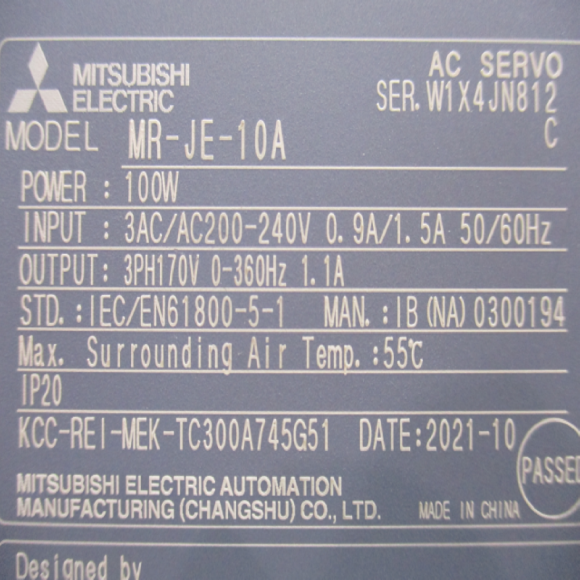 MITSUBISHI
ELECTRIC
AC SERVO
SER. W1X4JN812
C
MODEL MR-JE-10A
POWER : 100W
INPUT : 3AC/AC200-240V 0.9A/1.5A 50/60Hz
OUTPUT: 3PH170V 0-360Hz 1.1A
STD. : IEC/EN61800-5-1 MAN. : IB (NA) 0300194
Max. Surrounding Air Temp. :55℃
IP20
KCC-REI-MEK-TC300A745G51 DATE:2021-10
PASSED
MITSUBISHI ELECTRIC AUTOMATION
MANUFACTURING (CHANGSHU) CO., LTD. MADE IN CHINA
Designed by